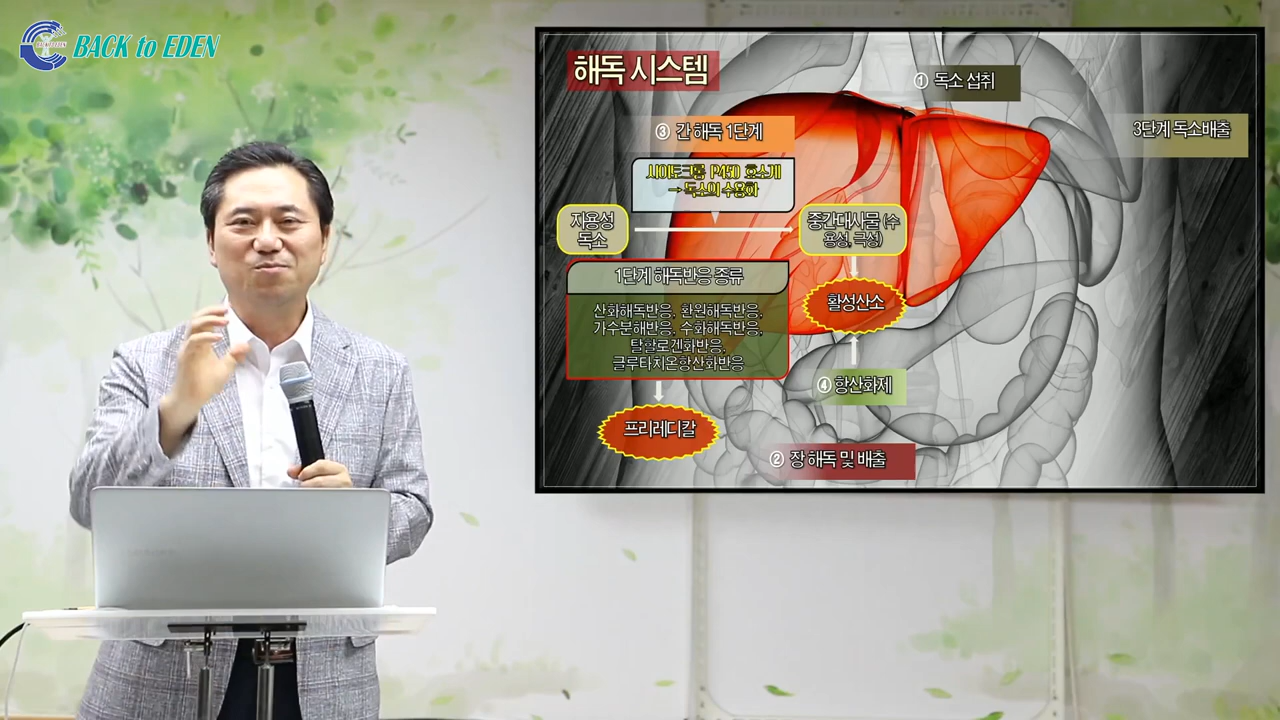 BACK to EDEN
해독 시스템
① 독소 섭취
3단계 독소배출
③ 간 해독 1단계
시이토크롬 P450 효소계
→ 독소의 수용화
지용성
독소
중간대사물 (수
용성, 극성)
1단계 해독반응 종류
산화해독반응, 환원해독반응,
가수분해반응, 수화해독반응,
탈할로겐화반응,
글루타치온항산화반응
활성산소
④ 항산화제
프리레디칼
② 장 해독 및 배출